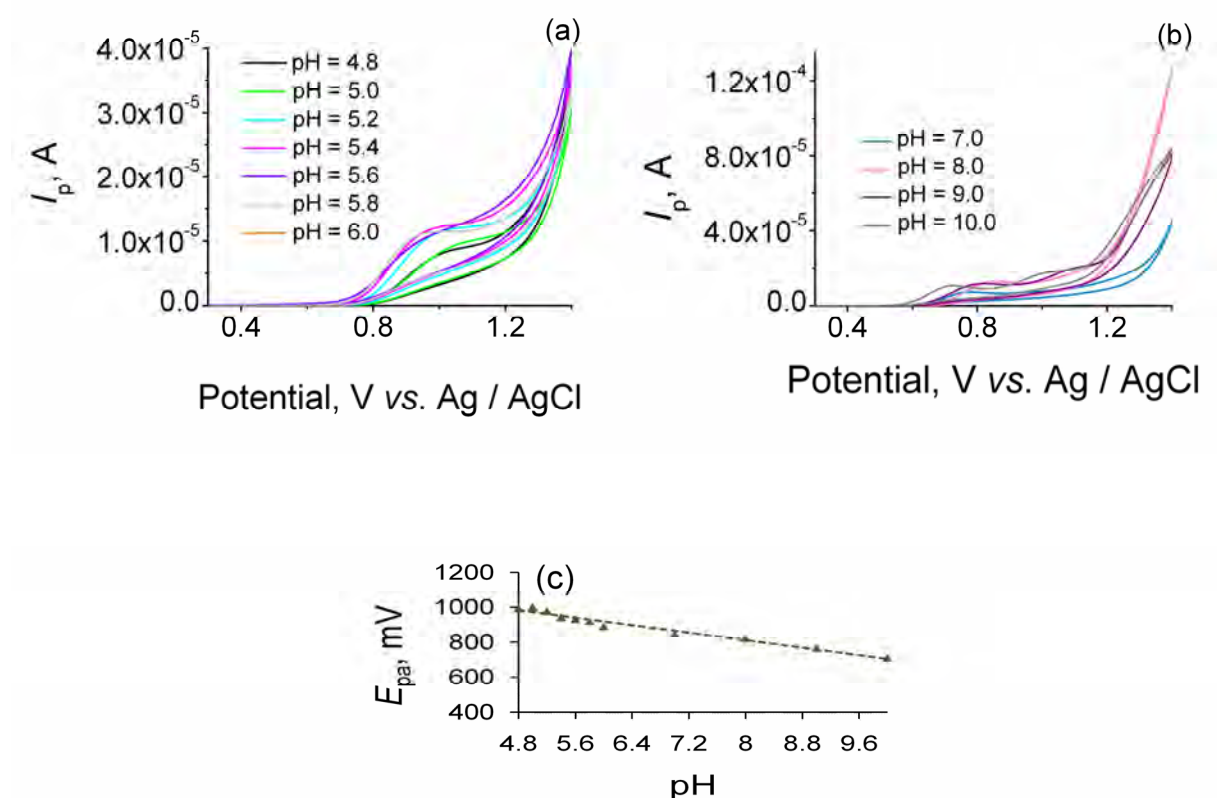 (a)
4.0x10-5
3.0x10-5
2.0x10-5
1.0x10-5
0.0
Ip, A
pH = 4.8
pH = 5.0
pH = 5.2
pH = 5.4
pH = 5.6
pH = 5.8
pH = 6.0
0.4 0.8 1.2
Potential, V vs. Ag / AgCl
(b)
1.2x10-4
8.0x10-5
4.0x10-5
0.0
Ip, A
pH = 7.0
pH = 8.0
pH = 9.0
pH = 10.0
0.4 0.8 1.2
Potential, V vs. Ag / AgCl
(c)
1200
1000
800
600
400
Epa, mV
4.8 5.6 6.4 7.2 8 8.8 9.6
pH